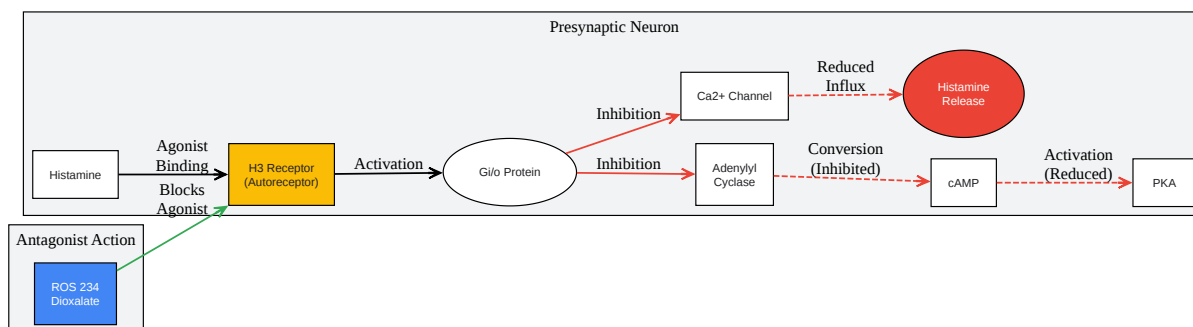 Presynaptic Neuron
Reduced
Influx
Ca2+ Channel
Histamine
Release
Inhibition
Agonist
Binding
Histamine
H3 Receptor
(Autoreceptor)
Activation
Gi/o Protein
Inhibition
Adenylyl
Cyclase
Conversion
(Inhibited)
cAMP
Activation
(Reduced)
PKA
Blocks
Agonist
Antagonist Action
ROS 234
Dioxalate